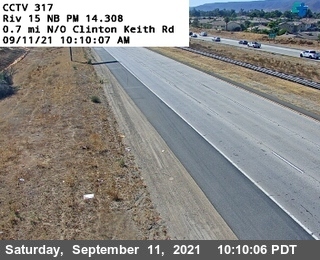 CCTV 317
Riv 15 NB PM 14.308
0.7 mi N/O Clinton Keith Rd
09/11/21 10:10:07 AM
Saturday, September 11, 2021 10:10:06 PDT